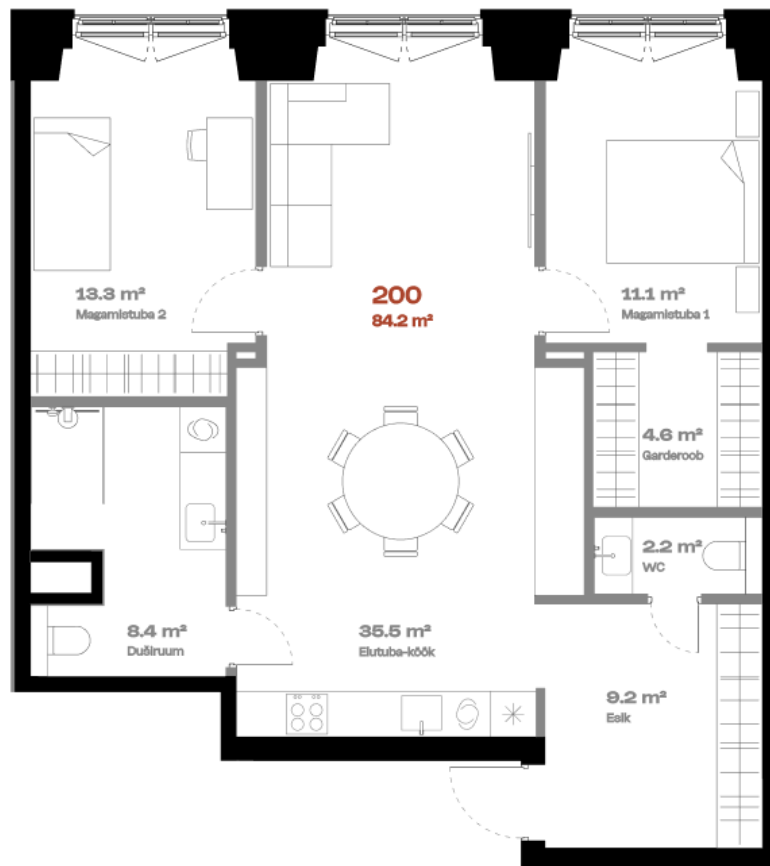 13.3 m²
Magamistuba 2
200
84.2 m²
11.1 m²
Magamistuba 1
4.6 m²
Garderoob
2.2 m²
WC
8.4 m²
Duširuum
35.5 m²
Elutuba-köök
9.2 m²
Esik